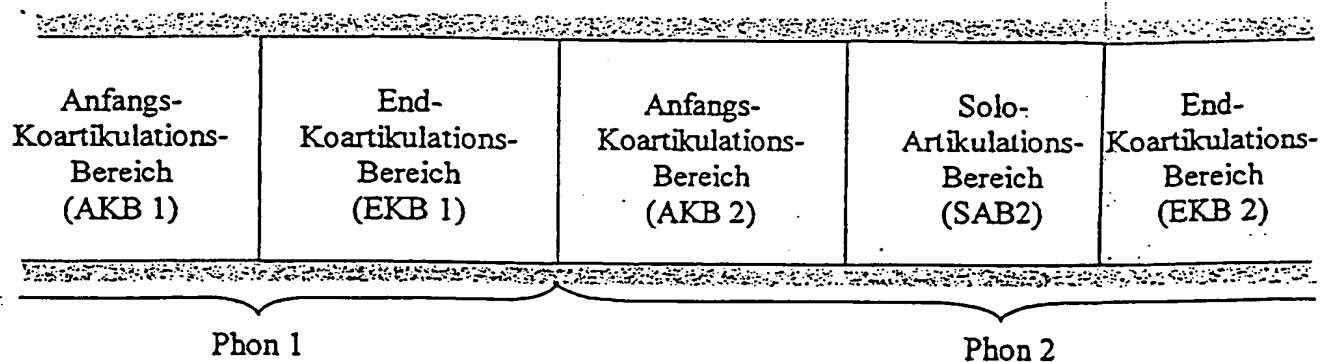 Anfangs-
Koartikulations-
Bereich
(AKB 1)
End-
Koartikulations-
Bereich
(EKB 1)
Anfangs-
Koartikulations-
Bereich
(AKB 2)
Solo-
Artikulations-
Bereich
(SAB2)
End-
Koartikulations-
Bereich
(EKB 2)
Phon 1
Phon 2